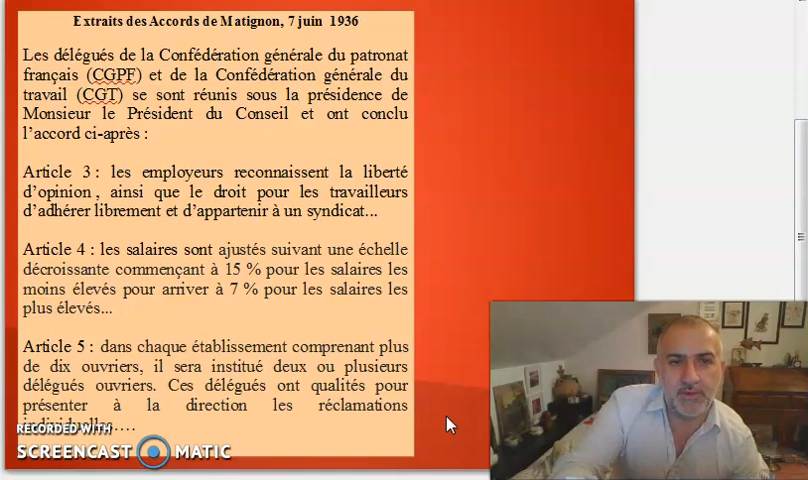 Extraits des Accords de Matignon, 7 juin 1936
Les délégués de la Confédération générale du patronat
français (CGPF) et de la Confédération générale du
travail (CGT) se sont réunis sous la présidence de
Monsieur le Président du Conseil et ont conclu
l'accord ci-après :
Article 3 : les employeurs reconnaissent la liberté
d'opinion, ainsi que le droit pour les travailleurs
d'adhérer librement et d'appartenir à un syndicat...
Article 4 : les salaires sont ajustés suivant une échelle
décroissante commençant à 15 % pour les salaires les
moins élevés pour arriver à 7 % pour les salaires les
plus élevés...
Article 5 : dans chaque établissement comprenant plus
de dix ouvriers, il sera institué deux ou plusieurs
délégués ouvriers. Ces délégués ont qualités pour
présenter à la direction les réclamations
RECORDED WITH
SCREENCAST MATIC